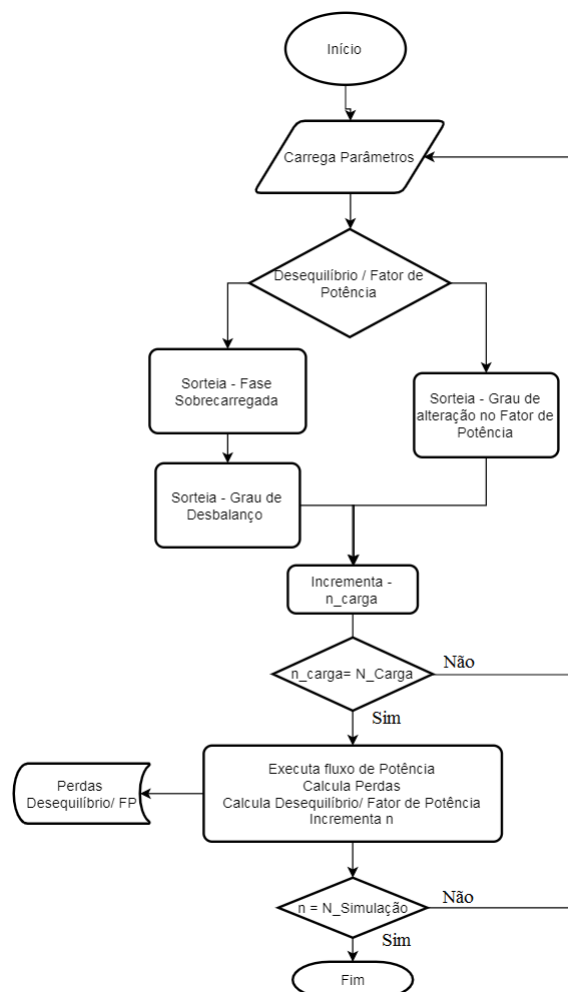 Início
Carrega Parâmetros
Desequilíbrio / Fator de
Potência
Sorteia - Fase
Sobrecarregada
Sorteia - Grau de
alteração no Fator de
Potência
Sorteia - Grau de
Desbalanço
Incrementa -
n_carga
n_carga= N_Carga
Não
Sim
Executa fluxo de Potência
Calcula Perdas
Calcula Desequilíbrio/ Fator de Potência
Incrementa n
Perdas
Desequilíbrio/ FP
n = N_Simulação
Não
Sim
Fim